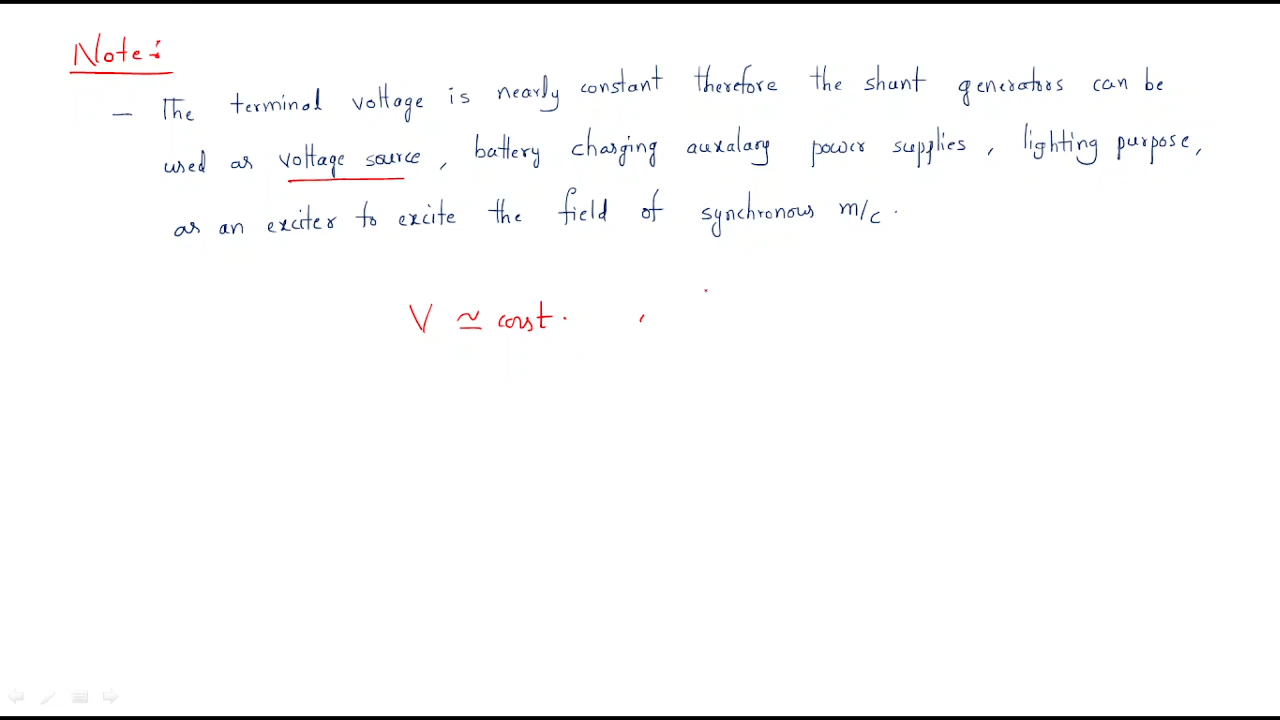 Note:
- The terminal voltage is nearly constant therefore the shunt generators can be
used as voltage source, battery charging auxalary power supplies, lighting purpose,
as an exciter to excite the field of synchronous m/c.
V ≃ const. ,